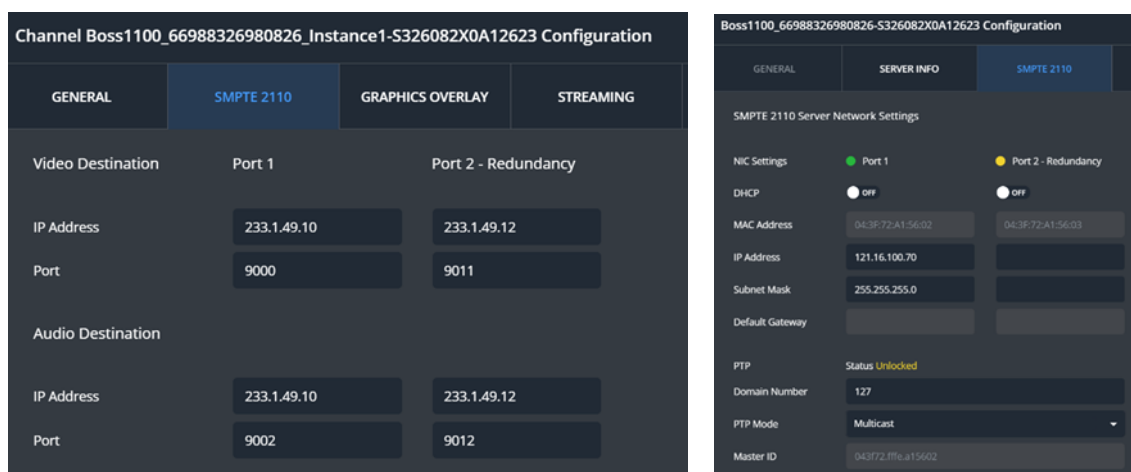 Channel Boss1100_66988326980826_Instance1-S326082X0A12623 Configuration
GENERAL SMPTE 2110 GRAPHICS OVERLAY STREAMING
Video Destination Port 1 Port 2 - Redundancy
IP Address 233.1.49.10 233.1.49.12
Port 9000 9011
Audio Destination
IP Address 233.1.49.10 233.1.49.12
Port 9002 9012
Boss1100_66988326980826-S326082X0A12623 Configuration
GENERAL SERVER INFO SMPTE 2110
SMPTE 2110 Server Network Settings
NIC Settings Port 1 Port 2 - Redundancy
DHCP OFF OFF
MAC Address 04:3F:72:A1:56:02 04:3F:72:A1:56:03
IP Address 121.16.100.70
Subnet Mask 255.255.255.0
Default Gateway
PTP Status Unlocked
Domain Number 127
PTP Mode Multicast
Master ID 043f72.fffe.a15602